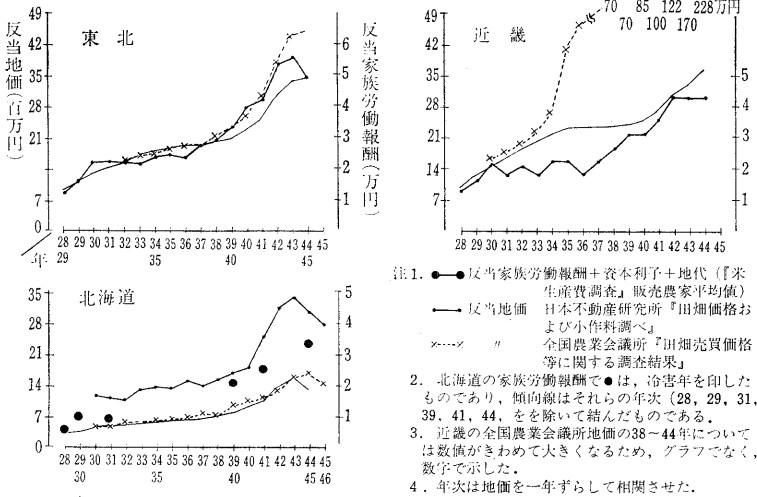 東北
反当地価(百万円)
反当家族労働報酬(万円)
49
42
35
28
21
7
0
6
5
4
3
2
1
28 30 31 32 33 34 36 37 38 39 41 42 43 44 45
29 35 40 45
年
近畿
70 85 122 228万円
70 100 170
49
42
35
28
21
14
7
5
4
3
2
1
28 29 30 31 32 33 34 35 36 37 38 39 40 41 42 43 44 45
北海道
35
28
21
14
7
0
5
4
3
2
1
28 29 31 32 33 34 36 37 38 39 41 42 43 44 45
30 35 40 45 46
注1.●─●反当家族労働報酬+資本利子+地代(『米
生産費調査』販売農家平均値)
反当地価 日本不動産研究所『田畑価格お
よび小作料調べ』
×---× 〃 全国農業会議所『田畑売買価格
等に関する調査結果』
2.北海道の家族労働報酬で●は,冷害年を印した
ものであり,傾向線はそれらの年次(28,29,31,
39,41,44,をを除いて結んだものである.
3.近畿の全国農業会議所地価の38~44年について
は数値がきわめて大きくなるため,グラフでなく,
数字で示した.
4.年次は地価を一年ずらして相関させた.